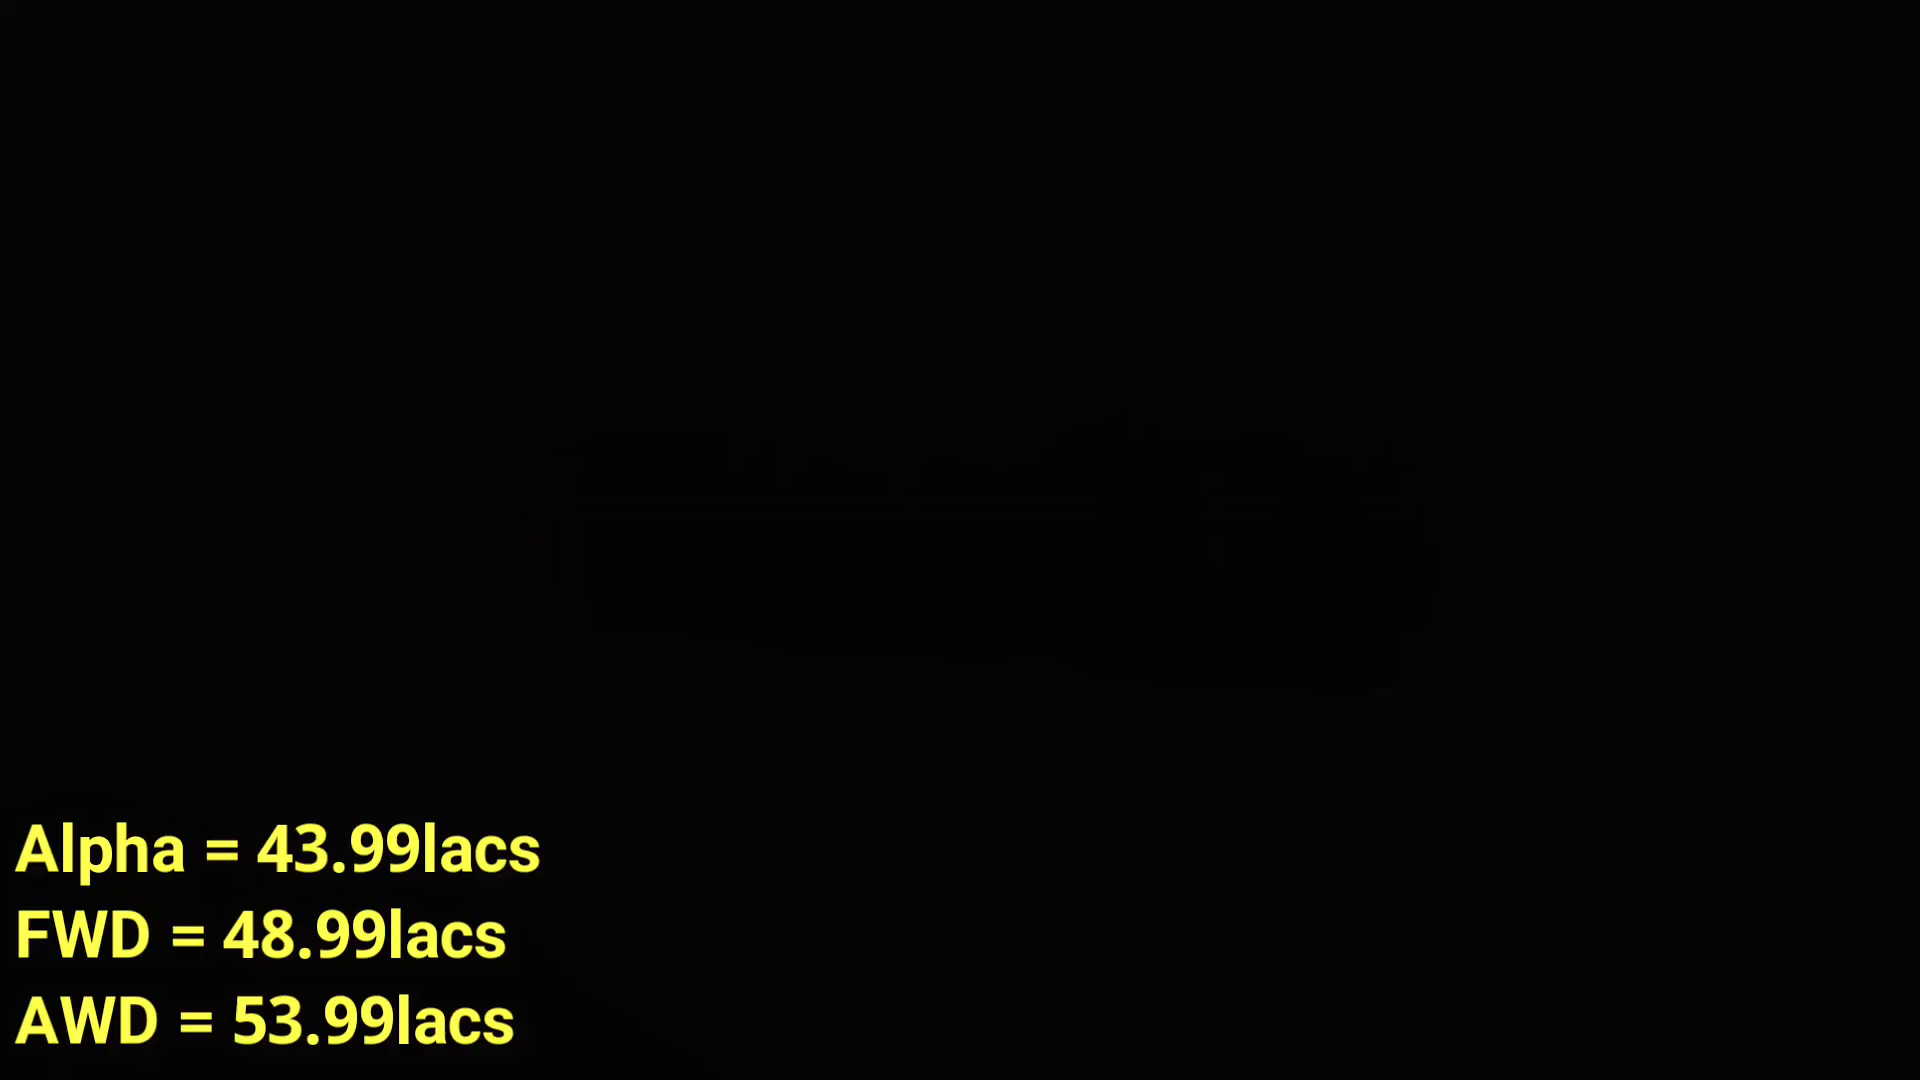 Alpha = 43.99lacs
FWD = 48.99lacs
AWD = 53.99lacs